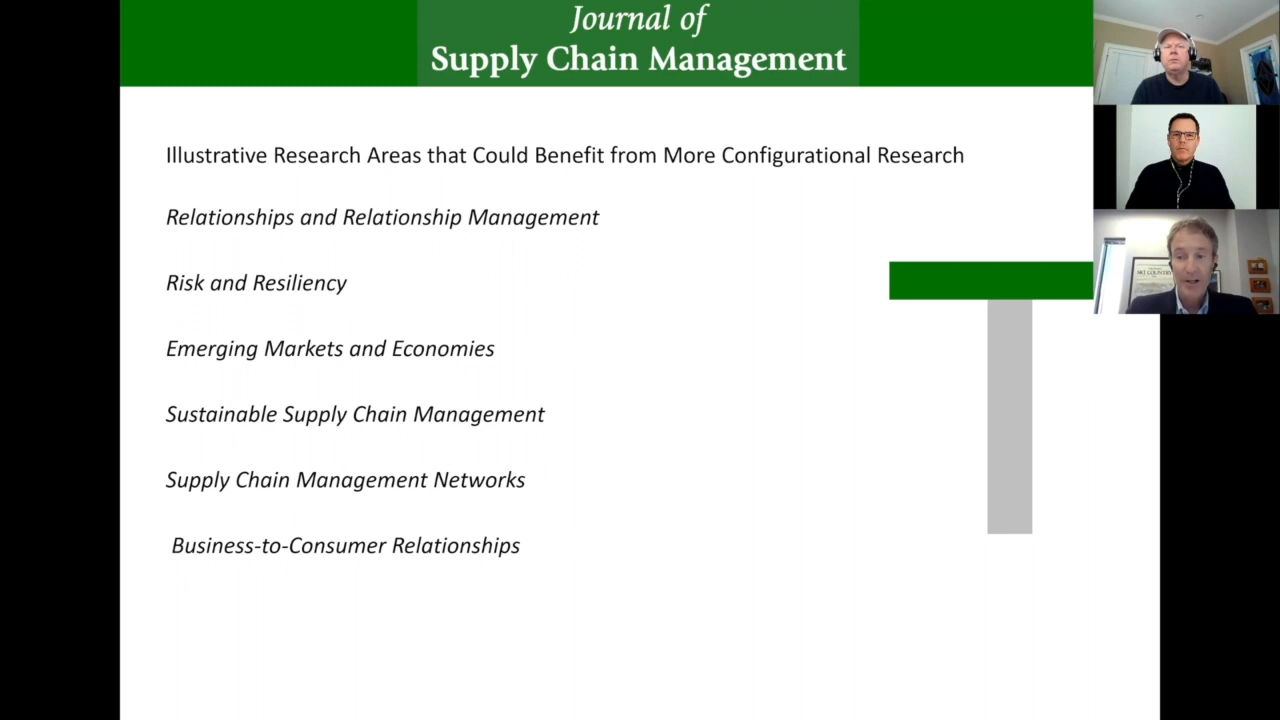 Journal of
Supply Chain Management
Illustrative Research Areas that Could Benefit from More Configurational Research
Relationships and Relationship Management
Risk and Resiliency
Emerging Markets and Economies
Sustainable Supply Chain Management
Supply Chain Management Networks
Business-to-Consumer Relationships